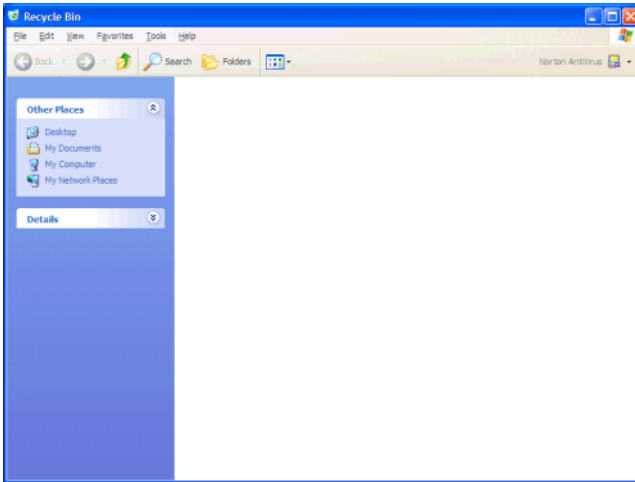 Recycle Bin
File Edit View Favorites Tools Help
Back Search Folders Norton AntiVirus
Other Places
Desktop
My Documents
My Computer
My Network Places
Details